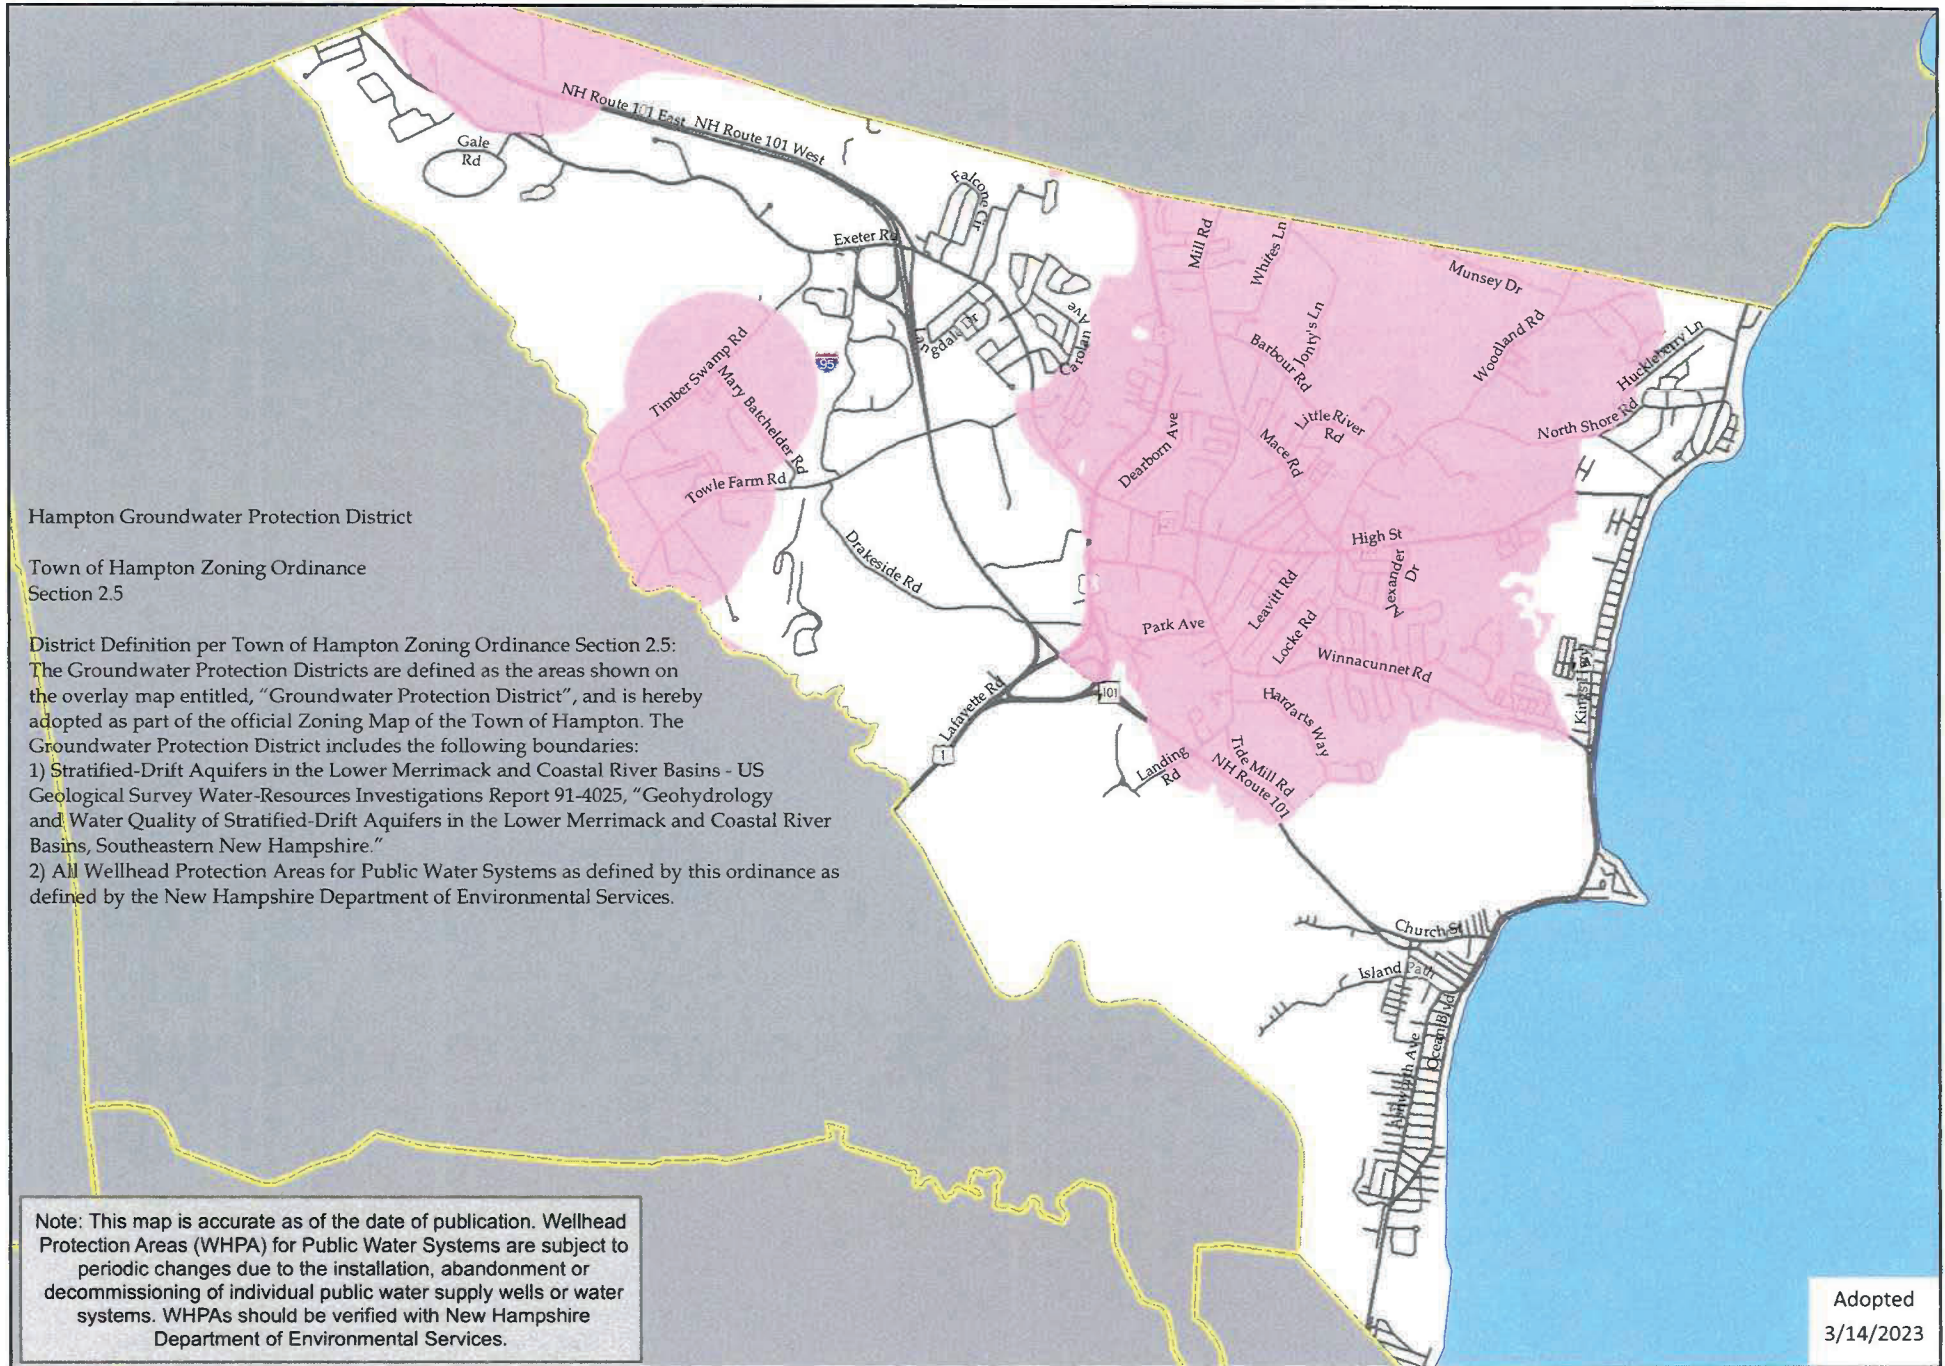 NH Route 101 East
NH Route 101 West
Gale
Rd
Falcone Cir
Exeter Rd
Mill Rd
Whites Ln
Munsey Dr
Langdale Dr
Carolan Ave
Jonty's Ln
Barbour Rd
Woodland Rd
Huckleberry Ln
95
Timber Swamp Rd
Mary Batchelder Rd
Little River
Rd
North Shore Rd
Dearborn Ave
Mace Rd
Towle Farm Rd
High St
Alexander
Dr
Drakeside Rd
Leavitt Rd
Park Ave
Locke Rd
Winnacunnet Rd
Kings Hwy
Lafayette Rd
101
Hardarts Way
1
Landing
Rd
Tide Mill Rd
NH Route 101
Church St
Island Path
Ocean Blvd
Ashworth Ave
Hampton Groundwater Protection District
Town of Hampton Zoning Ordinance
Section 2.5
District Definition per Town of Hampton Zoning Ordinance Section 2.5:
The Groundwater Protection Districts are defined as the areas shown on
the overlay map entitled, "Groundwater Protection District", and is hereby
adopted as part of the official Zoning Map of the Town of Hampton. The
Groundwater Protection District includes the following boundaries:
1) Stratified-Drift Aquifers in the Lower Merrimack and Coastal River Basins - US
Geological Survey Water-Resources Investigations Report 91-4025, "Geohydrology
and Water Quality of Stratified-Drift Aquifers in the Lower Merrimack and Coastal River
Basins, Southeastern New Hampshire."
2) All Wellhead Protection Areas for Public Water Systems as defined by this ordinance as
defined by the New Hampshire Department of Environmental Services.
Note: This map is accurate as of the date of publication. Wellhead
Protection Areas (WHPA) for Public Water Systems are subject to
periodic changes due to the installation, abandonment or
decommissioning of individual public water supply wells or water
systems. WHPAs should be verified with New Hampshire
Department of Environmental Services.
Adopted
3/14/2023